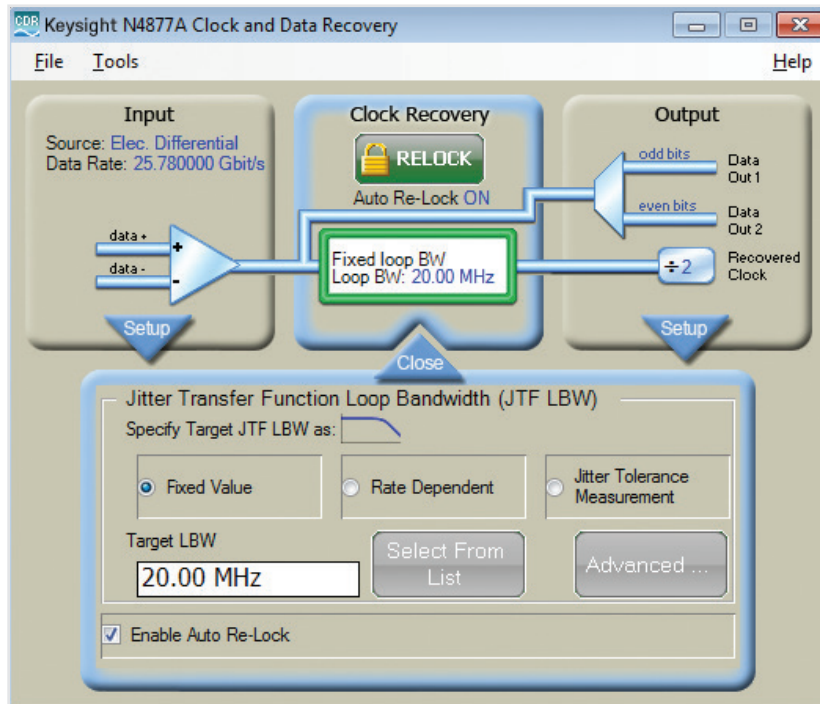 CDR Keysight N4877A Clock and Data Recovery
File Tools Help
Input
Source: Elec. Differential
Data Rate: 25.780000 Gbit/s
data +
+
data -
-
Setup
Clock Recovery
RELOCK
Auto Re-Lock ON
Fixed loop BW
Loop BW: 20.00 MHz
Close
Output
odd bits
Data
Out 1
even bits
Data
Out 2
÷2
Recovered
Clock
Setup
Jitter Transfer Function Loop Bandwidth (JTF LBW)
Specify Target JTF LBW as:
Fixed Value
Rate Dependent
Jitter Tolerance
Measurement
Target LBW
20.00 MHz
Select From
List
Advanced ...
Enable Auto Re-Lock